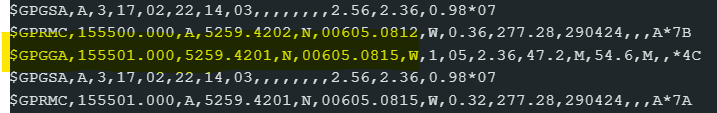 $GPGSA,A,3,17,02,22,14,03,,,,,,,,2.56,2.36,0.98*07
$GPRMC,155500.000,A,5259.4202,N,00605.0812,W,0.36,277.28,290424,,,A*7B
$GPGGA,155501.000,5259.4201,N,00605.0815,W,1,05,2.36,47.2,M,54.6,M,,*4C
$GPGSA,A,3,17,02,22,14,03,,,,,,,,2.56,2.36,0.98*07
$GPRMC,155501.000,A,5259.4201,N,00605.0815,W,0.32,277.28,290424,,,A*7A